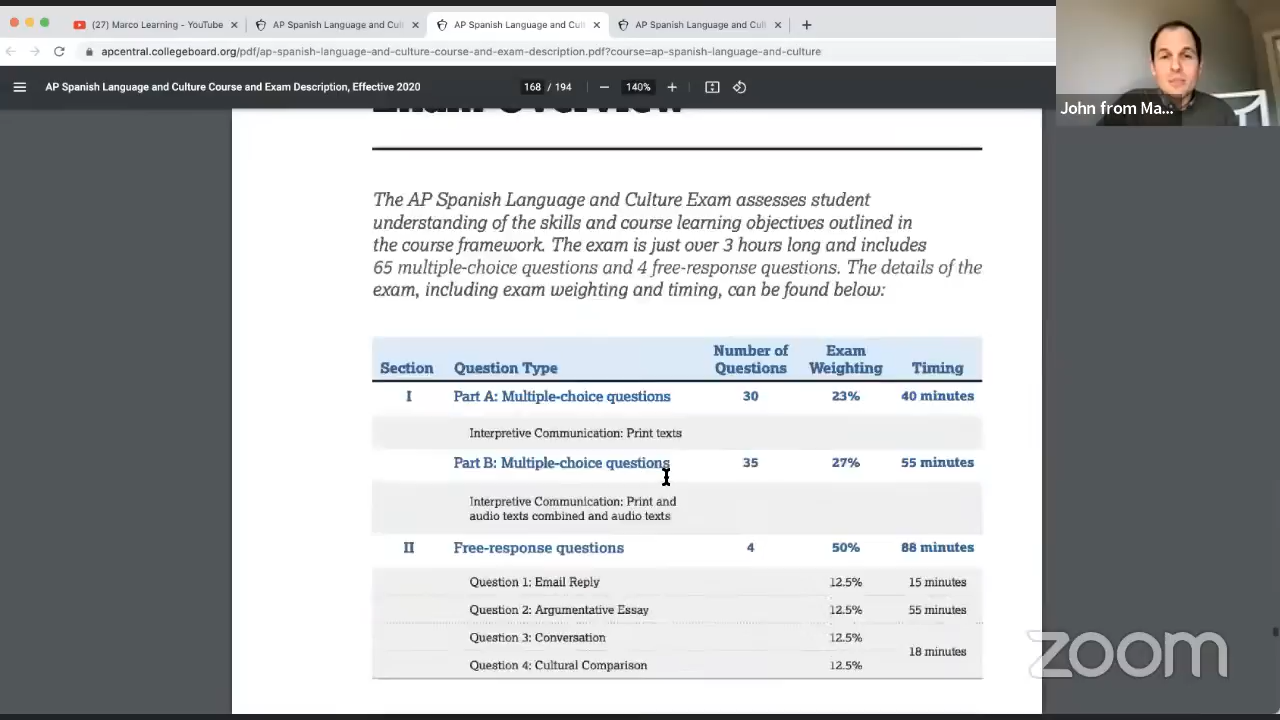 (27) Marco Learning - YouTube
AP Spanish Language and Cul
AP Spanish Language and Cul
AP Spanish Language and Cul
apcentral.collegeboard.org/pdf/ap-spanish-language-and-culture-course-and-exam-description.pdf?course=ap-spanish-language-and-culture
AP Spanish Language and Culture Course and Exam Description, Effective 2020
168 / 194
140%
John from Ma...
Exam Overview
The AP Spanish Language and Culture Exam assesses student
understanding of the skills and course learning objectives outlined in
the course framework. The exam is just over 3 hours long and includes
65 multiple-choice questions and 4 free-response questions. The details of the
exam, including exam weighting and timing, can be found below:
Section Question Type Number of Questions Exam Weighting Timing
I Part A: Multiple-choice questions 30 23% 40 minutes
Interpretive Communication: Print texts
Part B: Multiple-choice questions 35 27% 55 minutes
Interpretive Communication: Print and
audio texts combined and audio texts
II Free-response questions 4 50% 88 minutes
Question 1: Email Reply 12.5% 15 minutes
Question 2: Argumentative Essay 12.5% 55 minutes
Question 3: Conversation 12.5%
18 minutes
Question 4: Cultural Comparison 12.5%
zoom